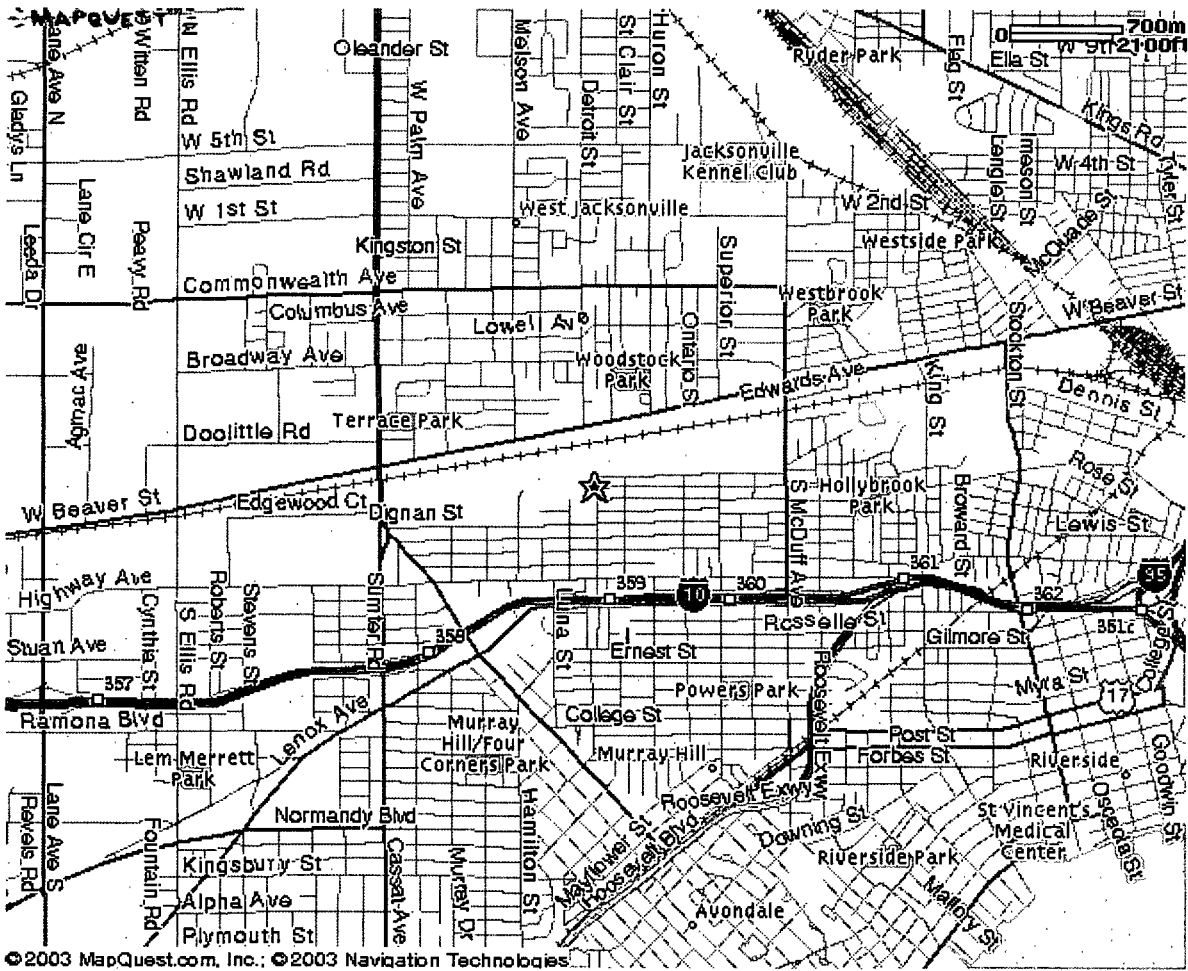 MAPQUEST
0 700m
2100ft
Lane Ave N
Witten Rd
N Ellis Rd
Oleander St
W Palm Ave
Melson Ave
Detroit St
St Clair St
Huron St
Ryder Park
Flag St
W 9th
Ella St
Kings Rd
Gladys Ln
W 5th St
Shawland Rd
W 1st St
Jacksonville
Kennel Club
Langle St
Imeson St
W 4th St
Tyler St
W 2nd St
McQuade St
Westside Park
Lane Cir E
Peavy Rd
Leeda Dr
West Jacksonville
Kingston St
Superior St
Commonwealth Ave
Columbus Ave
Westbrook
Park
W Beaver St
Stockton St
Lowell Ave
Ontario St
Broadway Ave
Woodstock
Park
Edwards Ave
King St
Dennis St
Agmac Ave
Terrace Park
Doolittle Rd
Rose St
W Beaver St
Edgewood Ct
Dignan St
S McDuff Ave
Hollybrook
Park
Broward St
Lewis St
Highway Ave
Roberts St
Stevens St
Sumter Rd
Luina St
359
10
360
361
362
95
351c
Cynthia St
S Ellis Rd
358
Rosselle St
Gilmore St
College St
Stuart Ave
Ernest St
357
Ramona Blvd
Lenox Ave
Powers Park
Roosevelt Expy
Myra St
17
College St
Murray
Hill/Four
Corners Park
Murray Hill
Post St
Forbes St
Riverside
Goodwin St
Lem Merrett
Park
Roosevelt Expy
Lane Ave S
Revels Rd
Normandy Blvd
Hamilton St
Mayflower St
Roosevelt Blvd
Downing St
St Vincent's
Medical
Center
Osceola St
Fountain Rd
Kingsbury St
Cassat Ave
Murray Dr
Riverside Park
Mallory St
Alpha Ave
Avondale
Plymouth St
©2003 MapQuest.com, Inc.; ©2003 Navigation Technologies